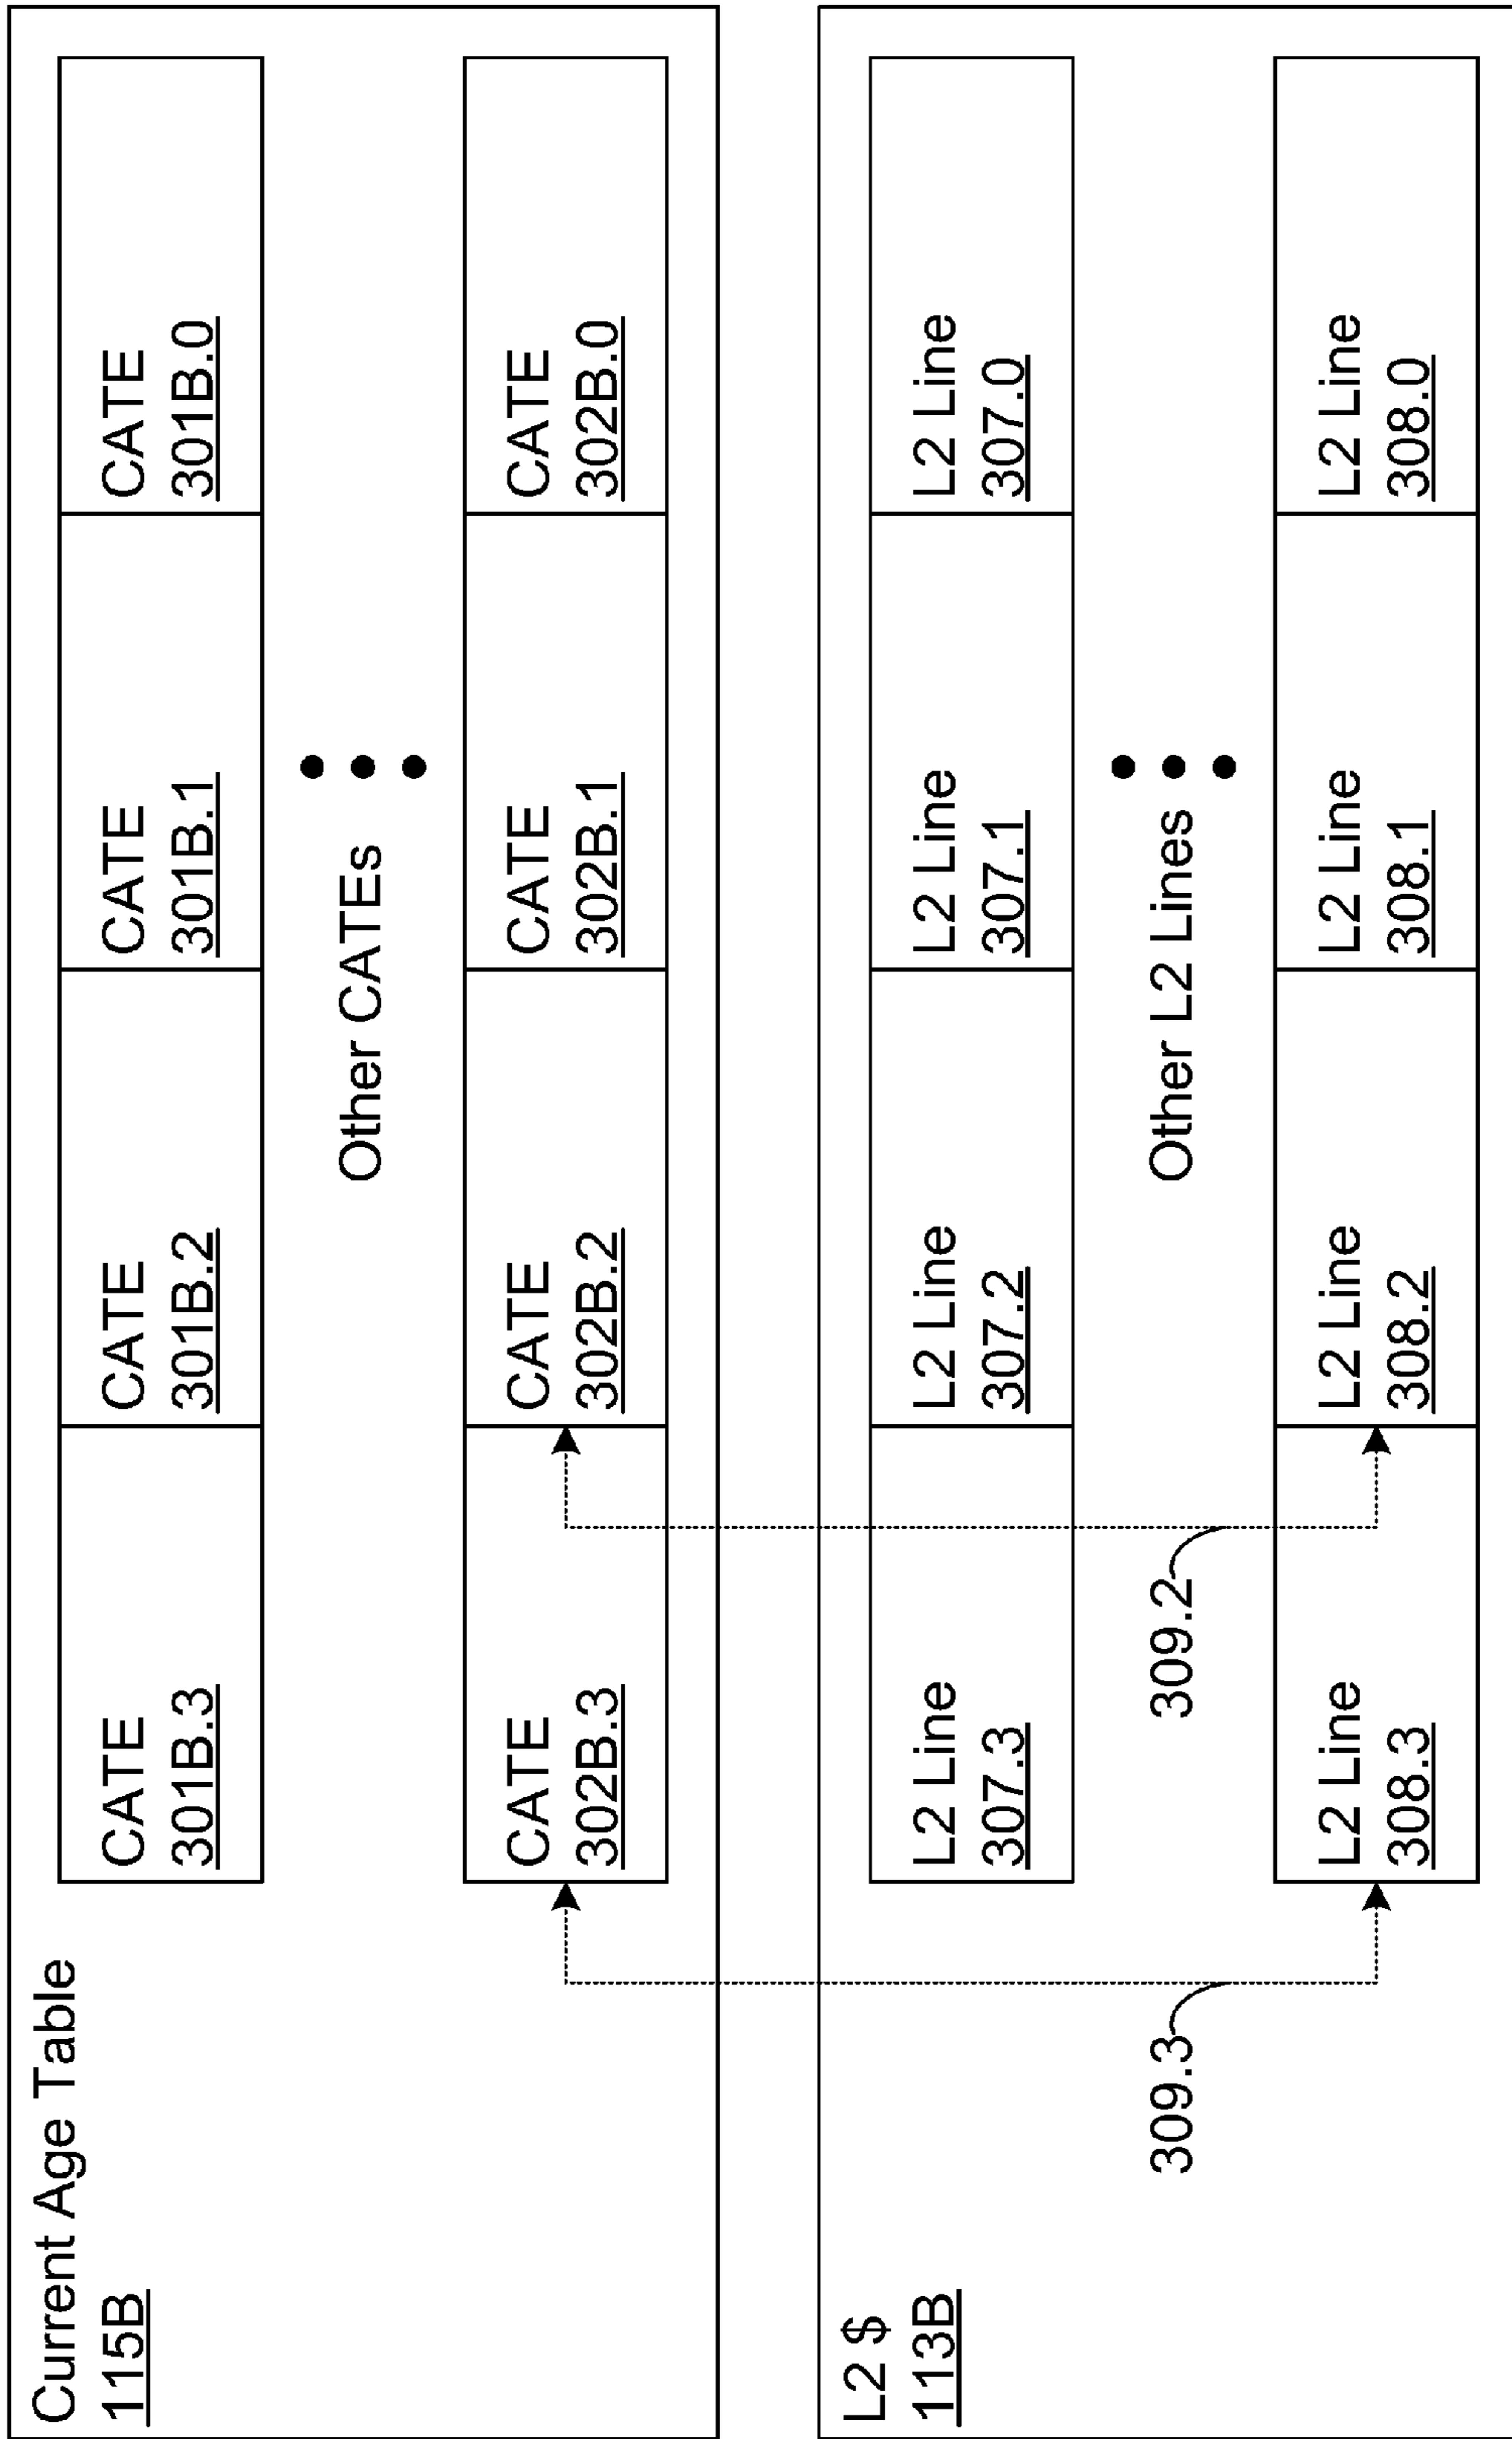 Current Age Table
115B
CATE
301B.3
CATE
301B.2
CATE
301B.1
CATE
301B.0
Other CATEs
CATE
302B.3
CATE
302B.2
CATE
302B.1
CATE
302B.0
L2 $
113B
L2 Line
307.3
L2 Line
307.2
L2 Line
307.1
L2 Line
307.0
309.3
309.2
Other L2 Lines
L2 Line
308.3
L2 Line
308.2
L2 Line
308.1
L2 Line
308.0